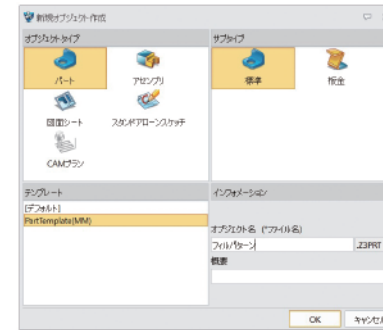 新規オブジェクト作成
オブジェクトタイプ
パート
アセンブリ
図面シート
スタンドアローンスケッチ
CAMプラン
サブタイプ
標準
板金
テンプレート
[デフォルト]
PartTemplate(MM)
インフォメーション
オブジェクト名 (*ファイル名)
フィルパターン
.Z3PRT
概要
OK
キャンセル